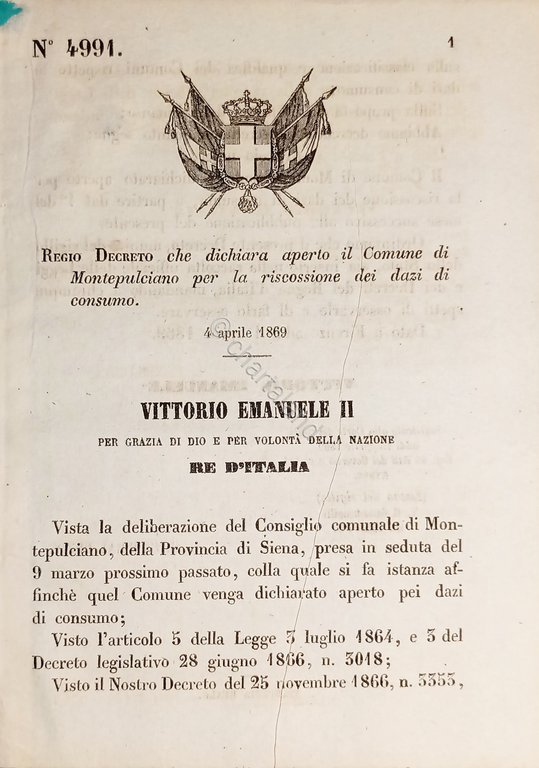 N° 4991.
1
REGIO DECRETO che dichiara aperto il Comune di
Montepulciano per la riscossione dei dazi di
consumo.
4 aprile 1869
VITTORIO EMANUELE II
PER GRAZIA DI DIO E PER VOLONTÀ DELLA NAZIONE
RE D'ITALIA
Vista la deliberazione del Consiglio comunale di Mon-
tepulciano, della Provincia di Siena, presa in seduta del
9 marzo prossimo passato, colla quale si fa istanza af-
finchè quel Comune venga dichiarato aperto pei dazi
di consumo;
Visto l'articolo 5 della Legge 3 luglio 1864, e 3 del
Decreto legislativo 28 giugno 1866, n. 3018;
Visto il Nostro Decreto del 25 novembre 1866, n. 3353,